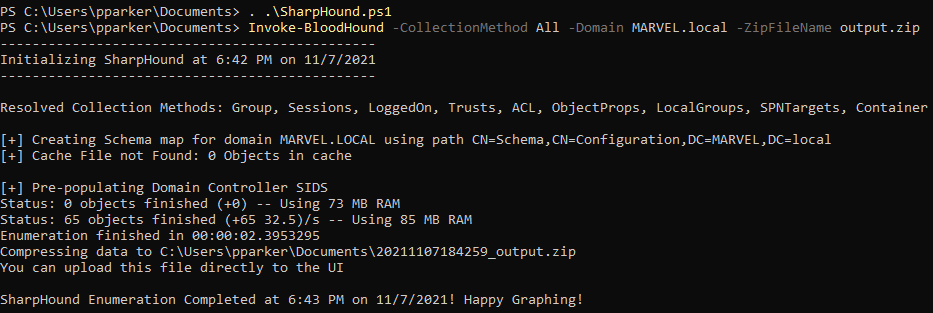 PS C:\Users\pparker\Documents> . .\SharpHound.ps1
PS C:\Users\pparker\Documents> Invoke-BloodHound -CollectionMethod All -Domain MARVEL.local -ZipFileName output.zip
-----------------------------------------------
Initializing SharpHound at 6:42 PM on 11/7/2021
-----------------------------------------------
Resolved Collection Methods: Group, Sessions, LoggedOn, Trusts, ACL, ObjectProps, LocalGroups, SPNTargets, Container
[+] Creating Schema map for domain MARVEL.LOCAL using path CN=Schema,CN=Configuration,DC=MARVEL,DC=local
[+] Cache File not Found: 0 Objects in cache
[+] Pre-populating Domain Controller SIDS
Status: 0 objects finished (+0) -- Using 73 MB RAM
Status: 65 objects finished (+65 32.5)/s -- Using 85 MB RAM
Enumeration finished in 00:00:02.3953295
Compressing data to C:\Users\pparker\Documents\20211107184259_output.zip
You can upload this file directly to the UI
SharpHound Enumeration Completed at 6:43 PM on 11/7/2021! Happy Graphing!